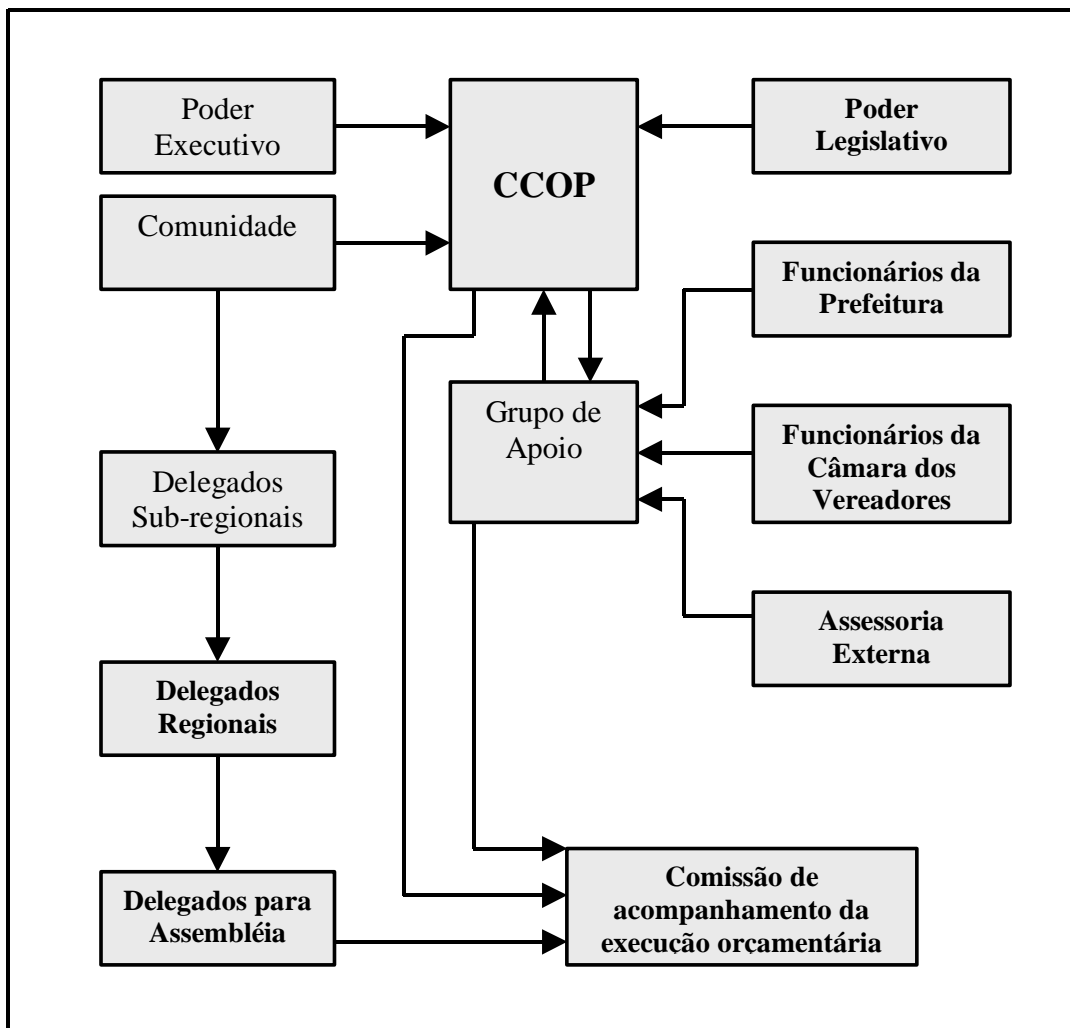 Poder
Executivo
CCOP
Poder
Legislativo
Comunidade
Funcionários da
Prefeitura
Grupo de
Apoio
Funcionários da
Câmara dos
Vereadores
Delegados
Sub-regionais
Assessoria
Externa
Delegados
Regionais
Delegados para
Assembléia
Comissão de
acompanhamento da
execução orçamentária